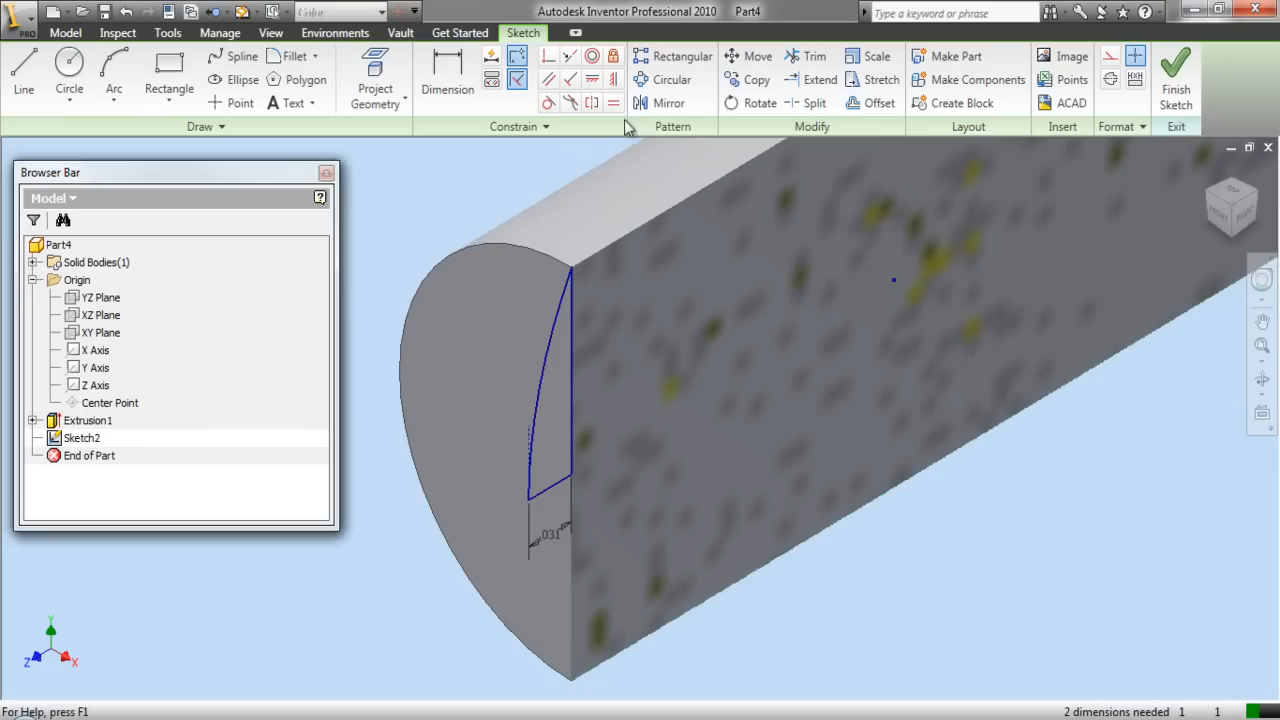 Color
Autodesk Inventor Professional 2010 Part4
Type a keyword or phrase
PRO
Model Inspect Tools Manage View Environments Vault Get Started Sketch
Line
Circle
Arc
Rectangle
Spline
Ellipse
Point
Fillet
Polygon
Text
Project
Geometry
Dimension
Rectangular
Circular
Mirror
Move
Copy
Rotate
Trim
Extend
Split
Scale
Stretch
Offset
Make Part
Make Components
Create Block
Image
Points
ACAD
Finish
Sketch
Draw
Constrain
Pattern
Modify
Layout
Insert
Format
Exit
Browser Bar
Model
Part4
Solid Bodies(1)
Origin
YZ Plane
XZ Plane
XY Plane
X Axis
Y Axis
Z Axis
Center Point
Extrusion1
Sketch2
End of Part
FRONT
RIGHT
.031
Y
Z
X
For Help, press F1
2 dimensions needed 1 1